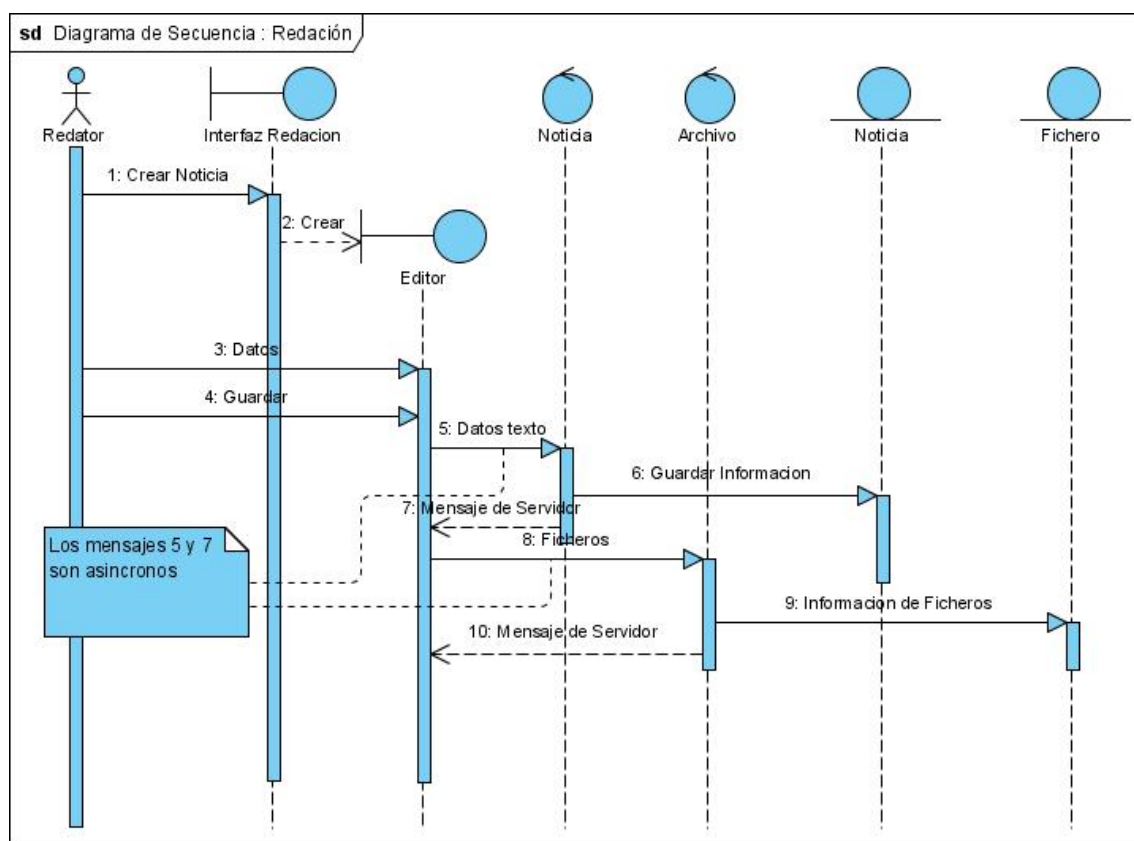 sd Diagrama de Secuencia : Redación
Redator
Interfaz Redacion
Noticia
Archivo
Noticia
Fichero
1: Crear Noticia
2: Crear
Editor
3: Datos
4: Guardar
5: Datos texto
6: Guardar Informacion
7: Mensaje de Servidor
8: Ficheros
Los mensajes 5 y 7
son asincronos
9: Informacion de Ficheros
10: Mensaje de Servidor